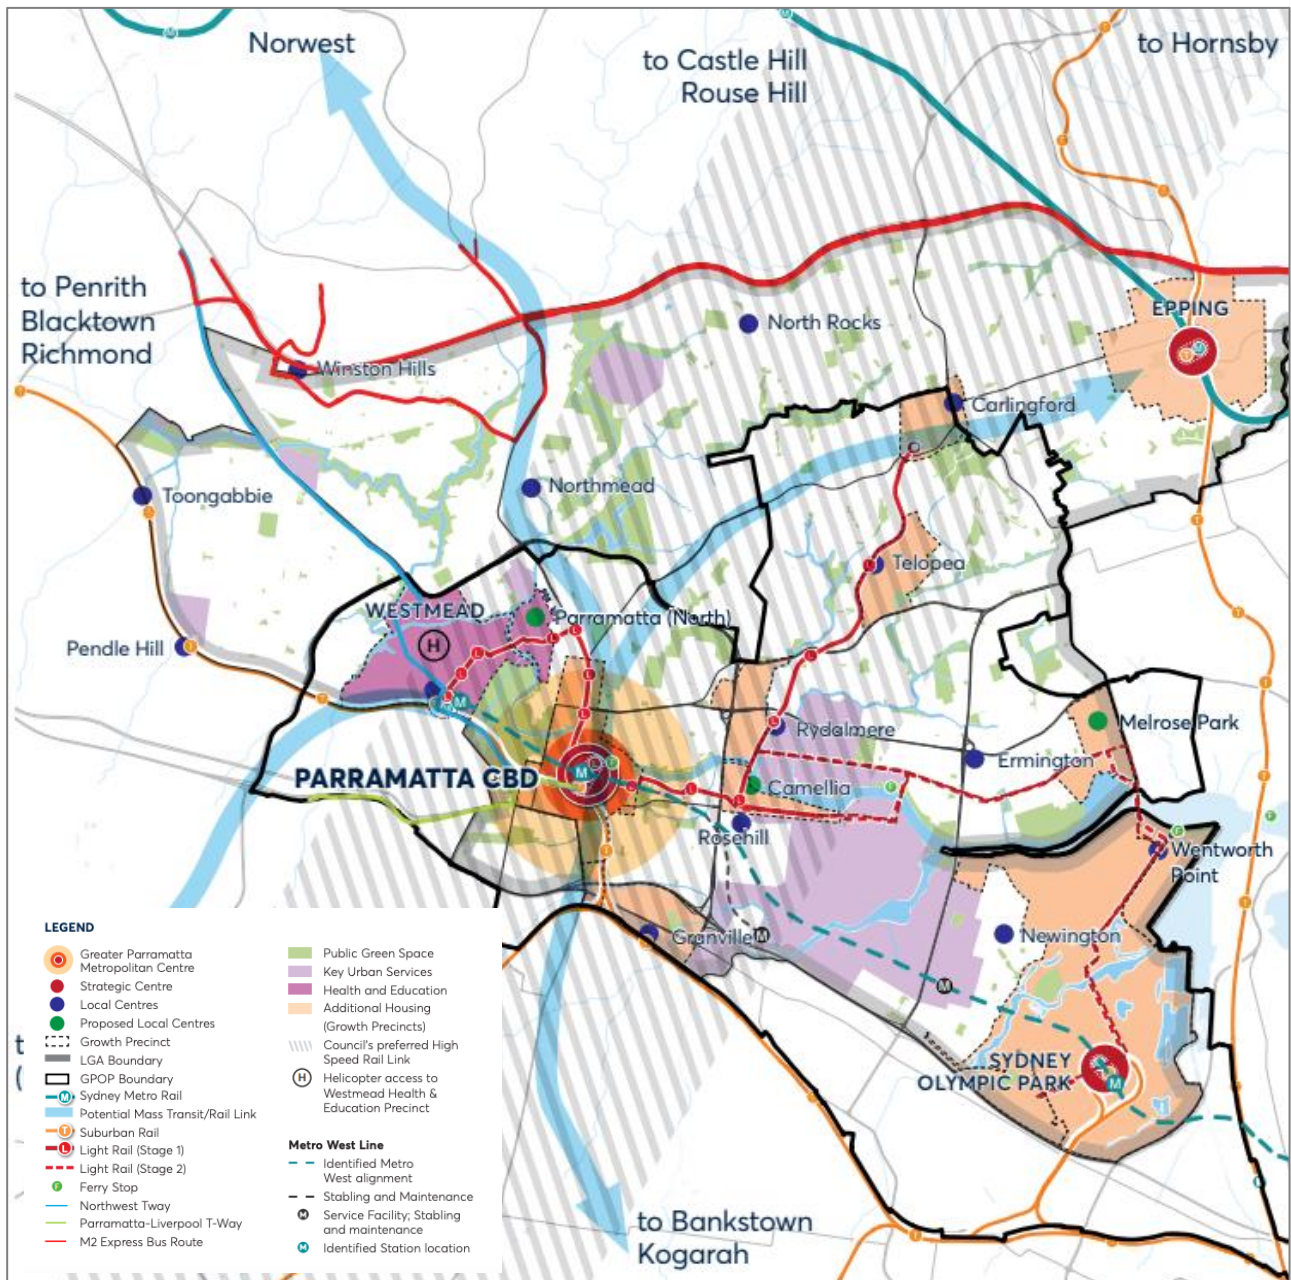 Norwest
to Castle Hill
Rouse Hill
to Hornsby
to Penrith
Blacktown
Richmond
EPPING
North Rocks
Winston Hills
Carlingford
Toongabbie
Northmead
Telopea
WESTMEAD
H
Parramatta (North)
Pendle Hill
Rydalmere
Melrose Park
Ermington
PARRAMATTA CBD
Camellia
Rosehill
Wentworth
Point
Granville
Newington
SYDNEY
OLYMPIC PARK
to Bankstown
Kogarah
LEGEND
Greater Parramatta
Metropolitan Centre
Strategic Centre
Local Centres
Proposed Local Centres
Growth Precinct
LGA Boundary
GPOP Boundary
M Sydney Metro Rail
Potential Mass Transit/Rail Link
T Suburban Rail
L Light Rail (Stage 1)
Light Rail (Stage 2)
F Ferry Stop
Northwest Tway
Parramatta-Liverpool T-Way
M2 Express Bus Route
Public Green Space
Key Urban Services
Health and Education
Additional Housing
(Growth Precincts)
Council's preferred High
Speed Rail Link
H Helicopter access to
Westmead Health &
Education Precinct
Metro West Line
Identified Metro
West alignment
Stabling and Maintenance
M Service Facility; Stabling
and maintenance
M Identified Station location